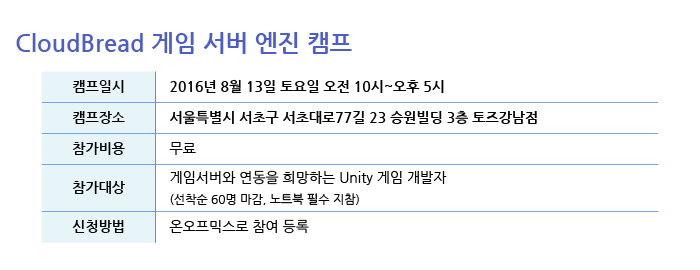 CloudBread 게임 서버 엔진 캠프
캠프일시 2016년 8월 13일 토요일 오전 10시~오후 5시
캠프장소 서울특별시 서초구 서초대로77길 23 승원빌딩 3층 토즈강남점
참가비용 무료
참가대상 게임서버와 연동을 희망하는 Unity 게임 개발자
(선착순 60명 마감, 노트북 필수 지참)
신청방법 온오프믹스로 참여 등록